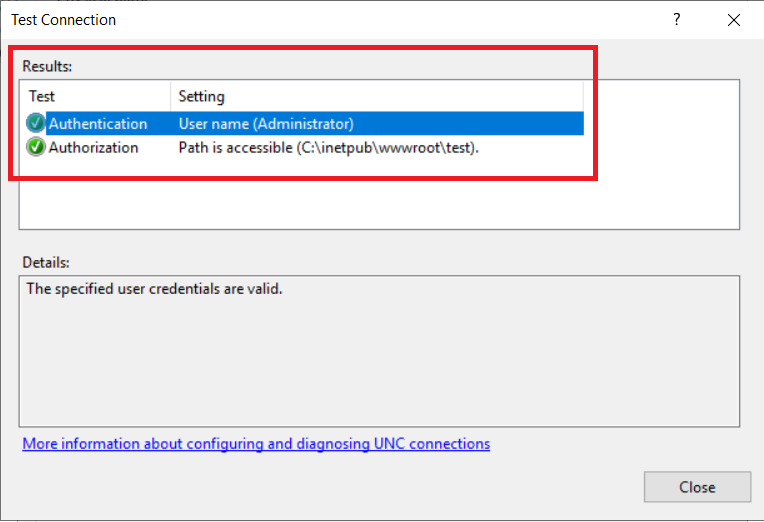 Test Connection
?
Results:
Test Setting
Authentication User name (Administrator)
Authorization Path is accessible (C:\inetpub\wwwroot\test).
Details:
The specified user credentials are valid.
More information about configuring and diagnosing UNC connections
Close